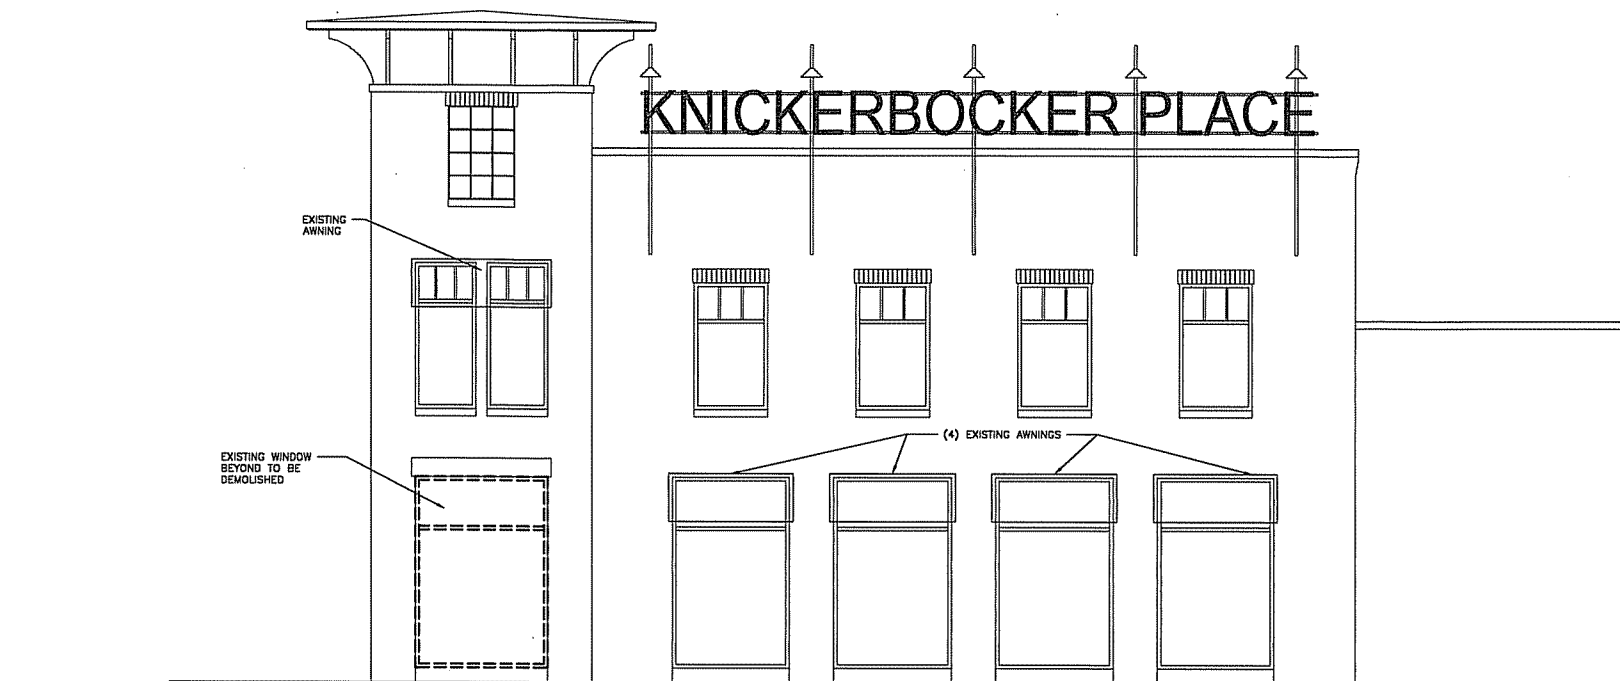 KNICKERBOCKER PLACE
EXISTING
AWNING
(4) EXISTING AWNINGS
EXISTING WINDOW
BEYOND TO BE
DEMOLISHED